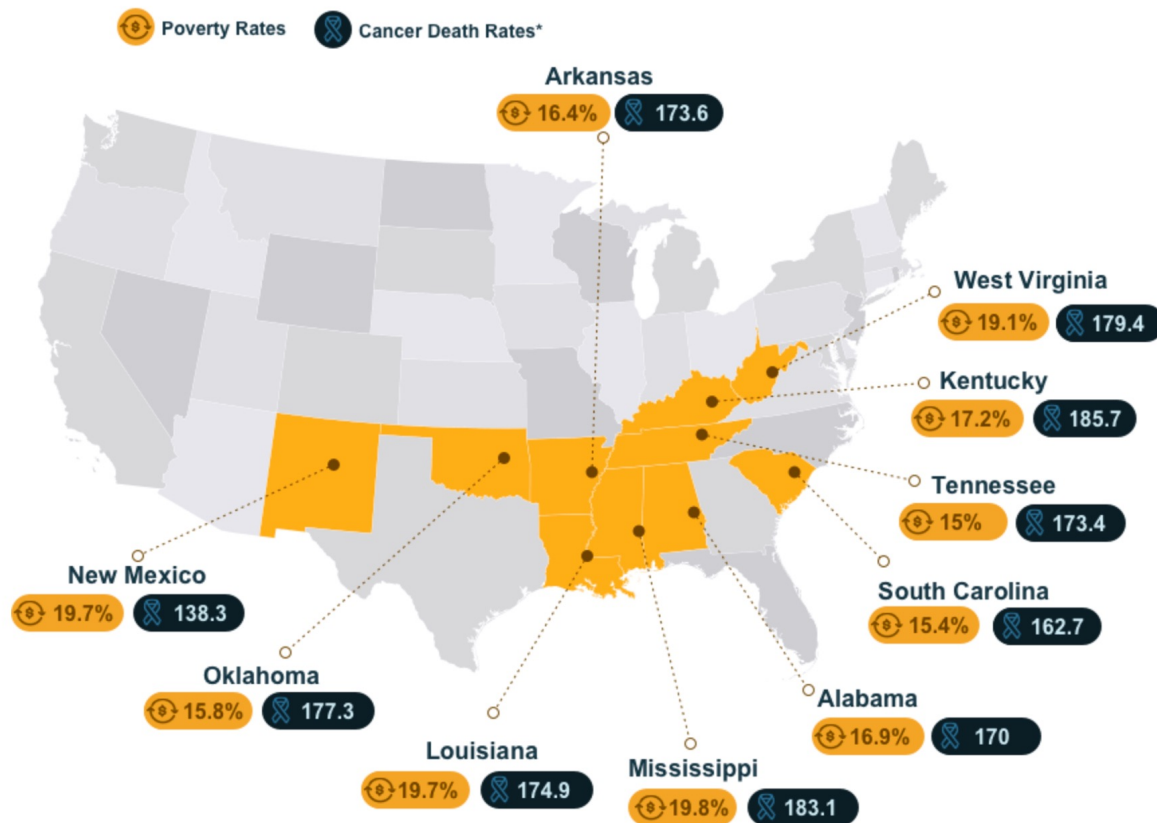 Poverty Rates
Cancer Death Rates*
Arkansas
16.4% 173.6
West Virginia
19.1% 179.4
Kentucky
17.2% 185.7
Tennessee
15% 173.4
South Carolina
15.4% 162.7
New Mexico
19.7% 138.3
Oklahoma
15.8% 177.3
Alabama
16.9% 170
Louisiana
19.7% 174.9
Mississippi
19.8% 183.1